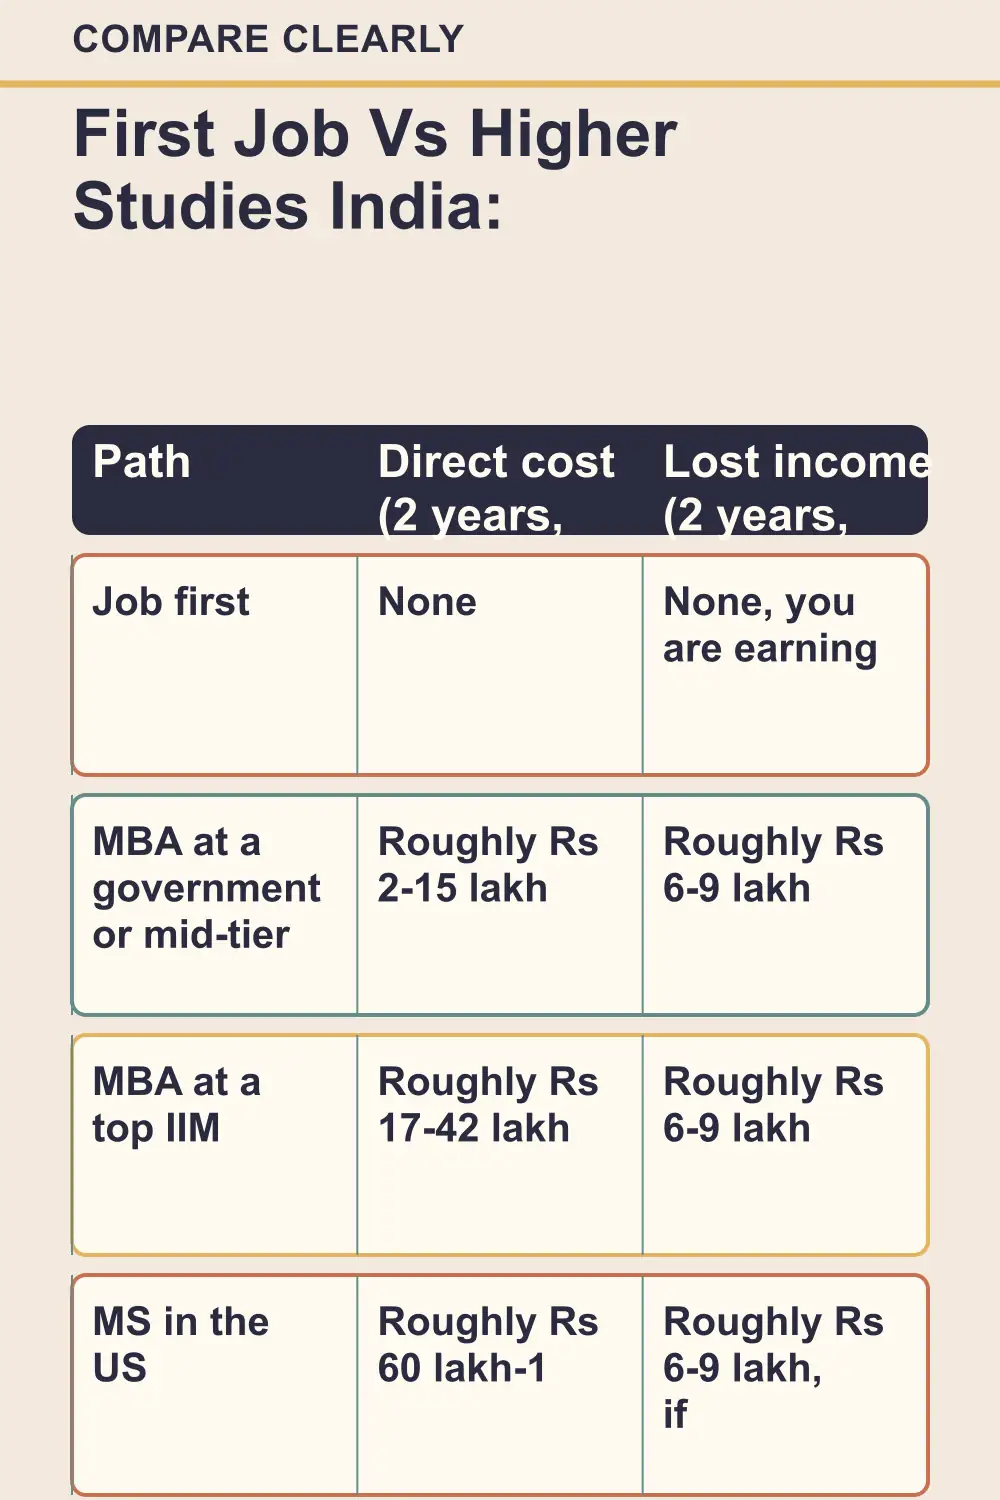 COMPARE CLEARLY
First Job Vs Higher
Studies India:
Path
Direct cost
(2 years,
Lost income
(2 years,
Job first
None
None, you
are earning
MBA at a
government
or mid-tier
Roughly Rs
2-15 lakh
Roughly Rs
6-9 lakh
MBA at a
top IIM
Roughly Rs
17-42 lakh
Roughly Rs
6-9 lakh
MS in the
US
Roughly Rs
60 lakh-1
Roughly Rs
6-9 lakh,
if